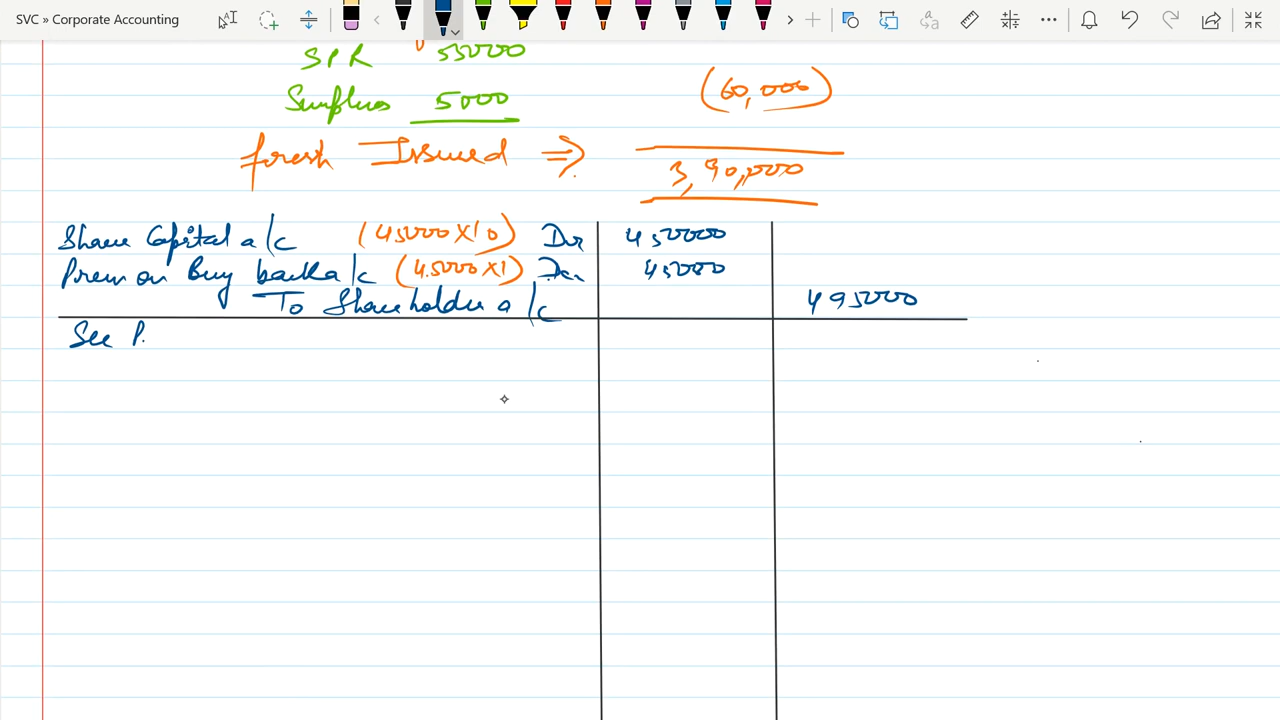 SVC » Corporate Accounting
SPR 55000
Surplus 5000
(60,000)
fresh Issued ⇒ 3,90,000
Share Capital a/c (45000×10) Dr 450000
Prem on Buy back a/c (45000×1) Dr 45000
To Shareholder a/c 495000
Sec P.